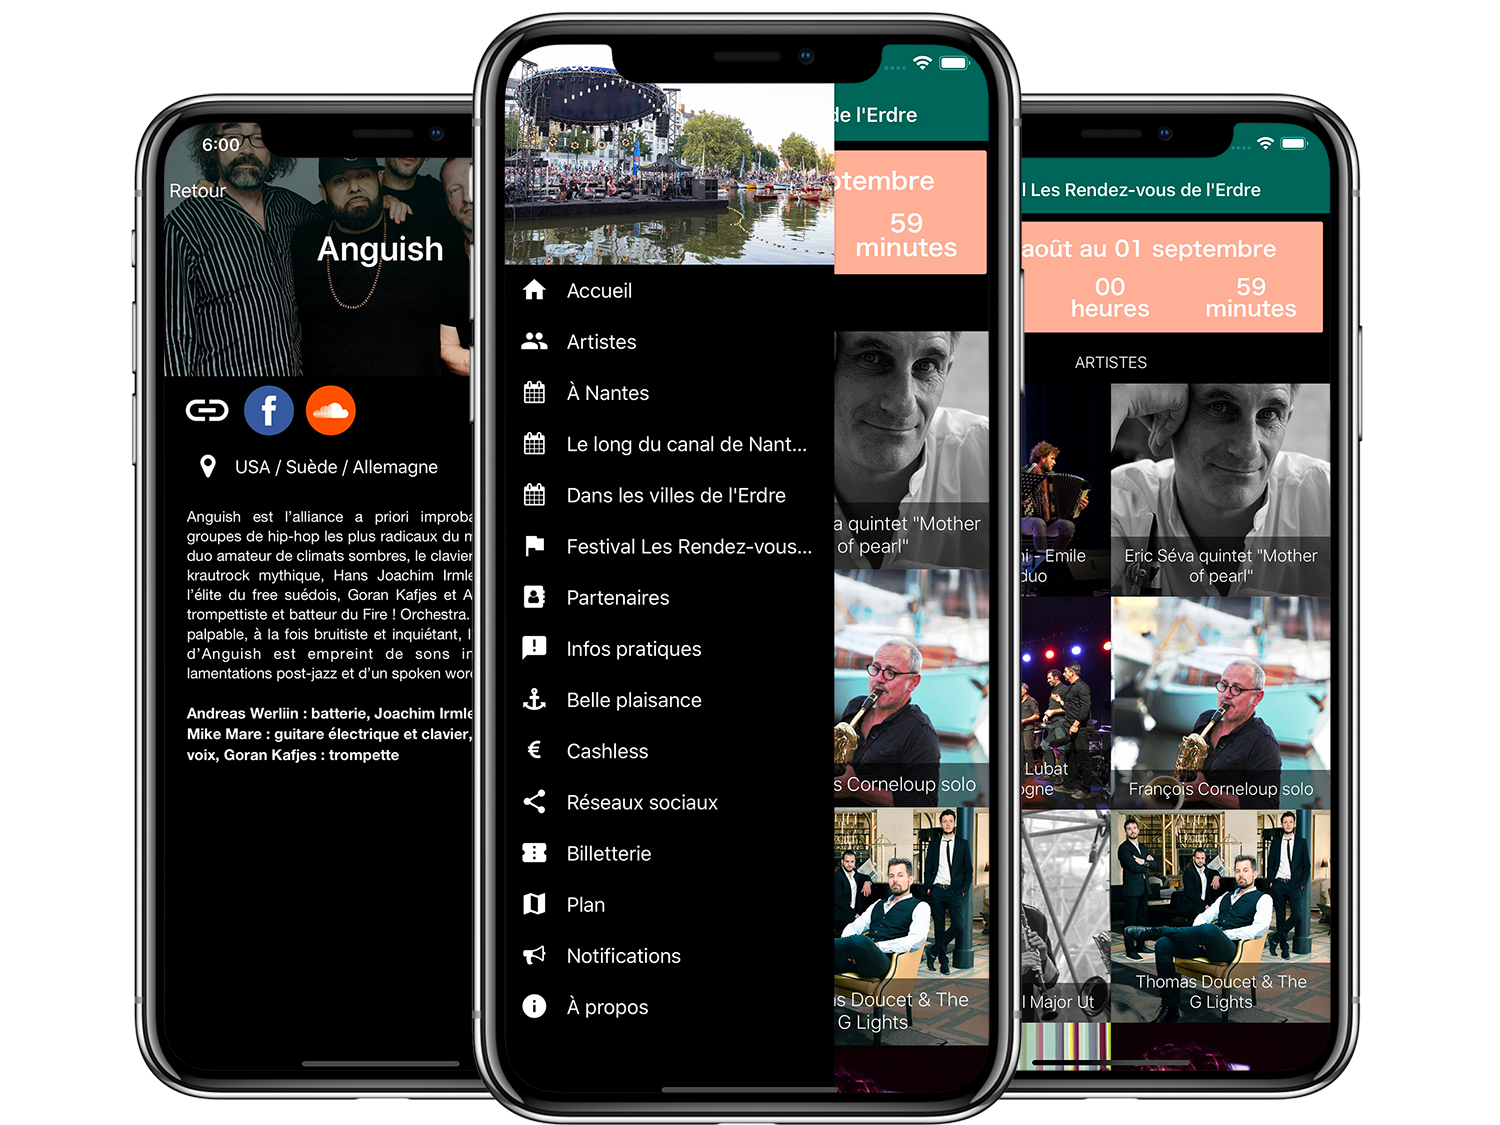 6:00
Retour
Anguish
USA / Suède / Allemagne
Anguish est l’alliance a priori improba
groupes de hip-hop les plus radicaux du m
duo amateur de climats sombres, le clavier
krautrock mythique, Hans Joachim Irmle
l’élite du free suédois, Goran Kafjes et A
trompettiste et batteur du Fire ! Orchestra.
palpable, à la fois bruitiste et inquiétant, l’
d’Anguish est empreint de sons in
lamentations post-jazz et d’un spoken wor
Andreas Werliin : batterie, Joachim Irmle
Mike Mare : guitare électrique et clavier,
voix, Goran Kafjes : trompette
Accueil
Artistes
À Nantes
Le long du canal de Nant...
Dans les villes de l'Erdre
Festival Les Rendez-vous...
Partenaires
Infos pratiques
Belle plaisance
€ Cashless
Réseaux sociaux
Billetterie
Plan
Notifications
À propos
de l'Erdre
ptembre
59
minutes
a quintet "Mother
of pearl"
s Corneloup solo
as Doucet & The
G Lights
l Les Rendez-vous de l'Erdre
août au 01 septembre
00 59
heures minutes
ARTISTES
ni - Emile
duo
Eric Séva quintet "Mother
of pearl"
Lubat
ogne
François Corneloup solo
l Major Ut
Thomas Doucet & The
G Lights